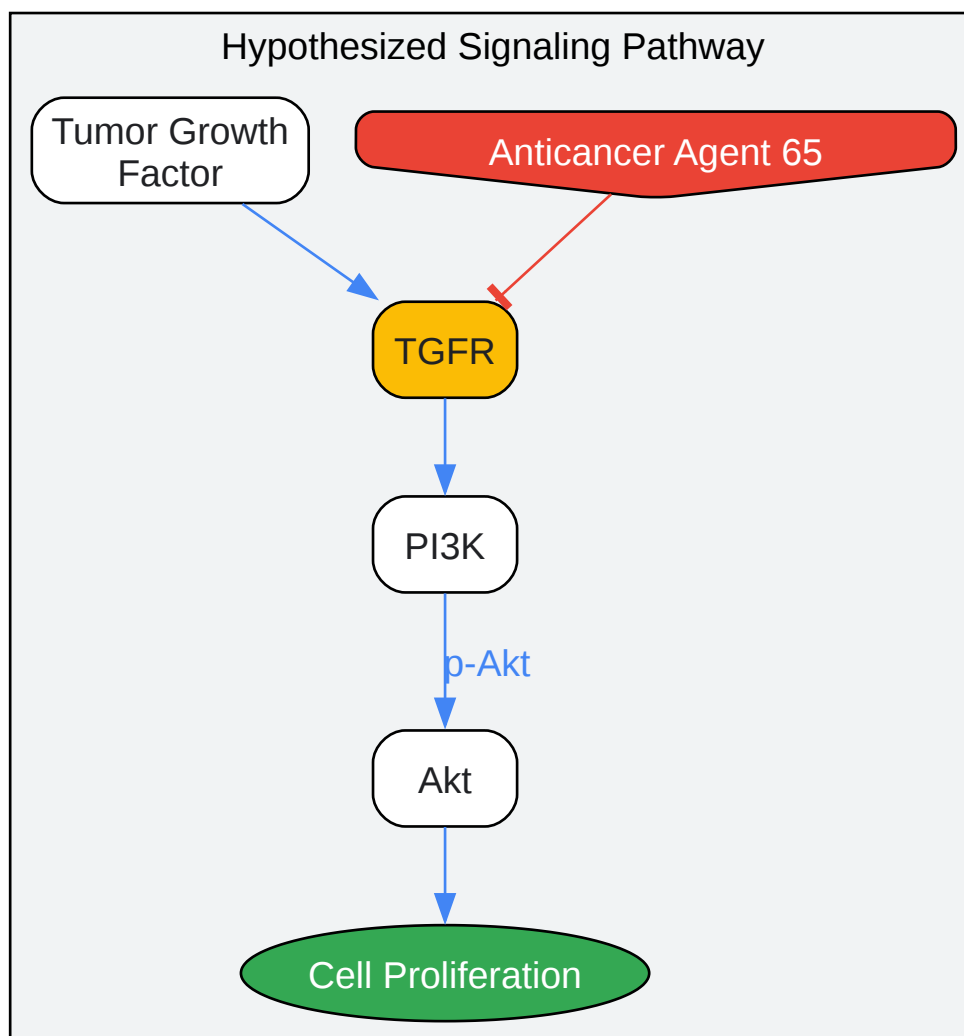 Hypothesized Signaling Pathway
Tumor Growth
Factor
Anticancer Agent 65
TGFR
PI3K
p-Akt
Akt
Cell Proliferation